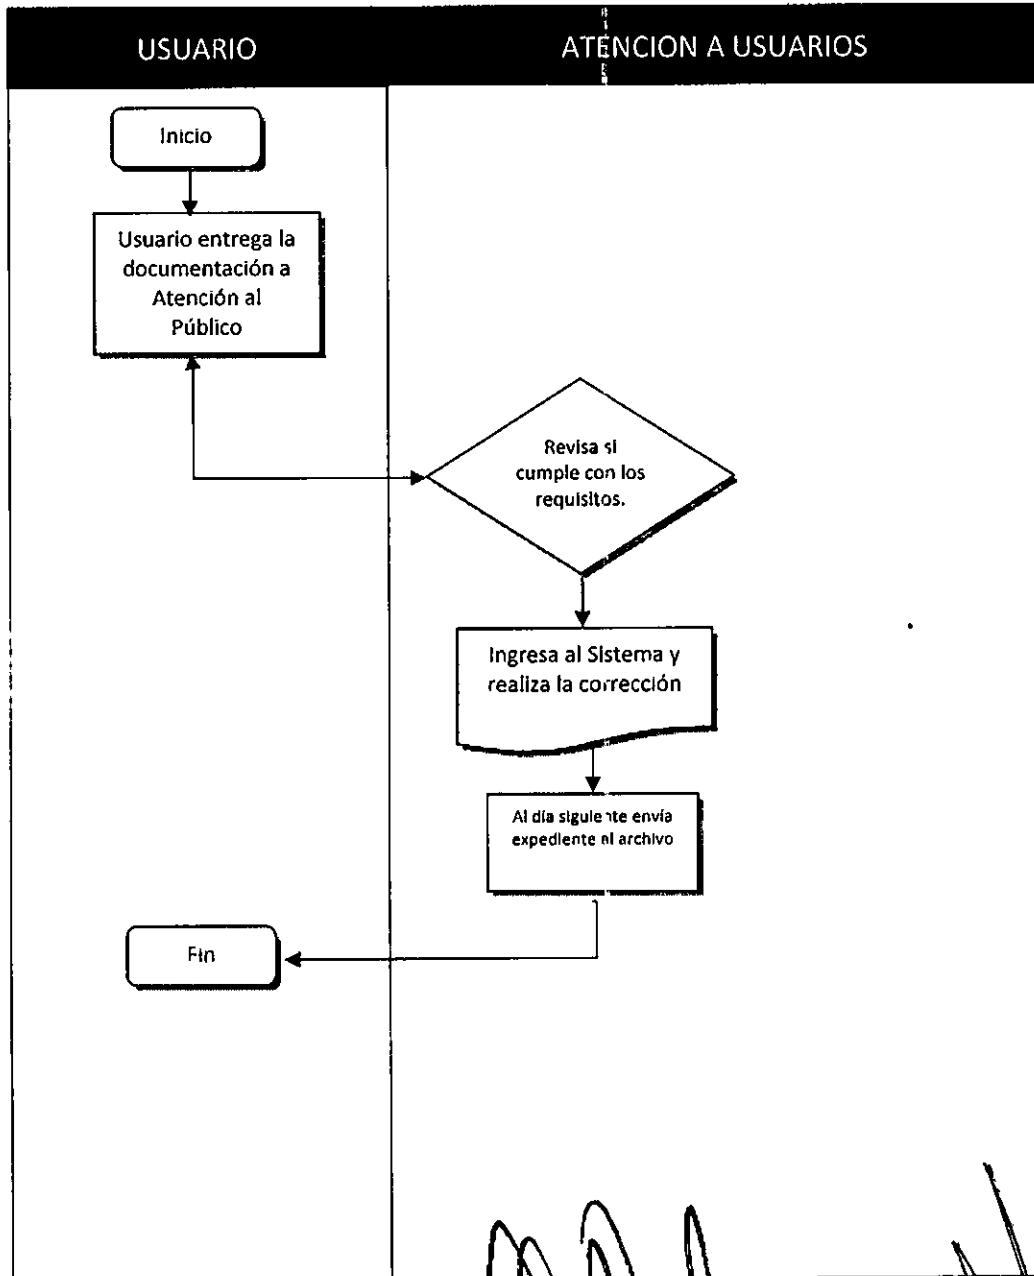 USUARIO
ATENCION A USUARIOS
Inicio
Usuario entrega la
documentación a
Atención al
Público
Revisa si
cumple con los
requisitos.
Ingresa al Sistema y
realiza la corrección
Al día siguiente envía
expediente al archivo
Fin